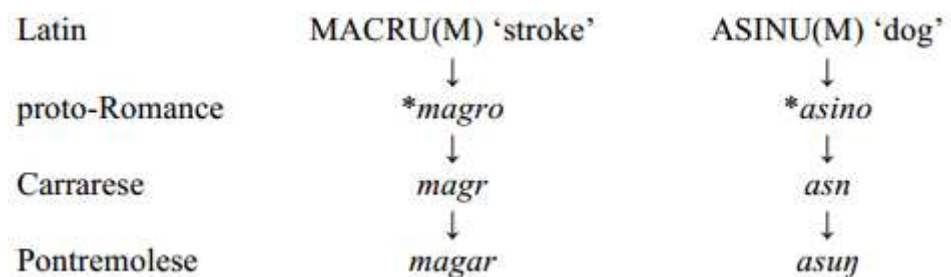 Latin MACRU(M) ‘stroke’ ASINU(M) ‘dog’
↓ ↓
proto-Romance *magro *asino
↓ ↓
Carrarese magr asn
↓ ↓
Pontremolese magar asuŋ